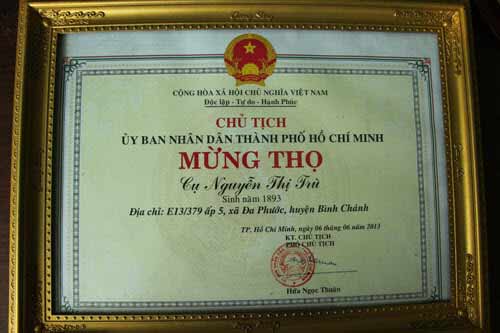 CỘNG HÒA XÃ HỘI CHỦ NGHĨA VIỆT NAM
Độc lập - Tự do - Hạnh Phúc
CHỦ TỊCH
ỦY BAN NHÂN DÂN THÀNH PHỐ HỒ CHÍ MINH
MỪNG THỌ
Cụ Nguyễn Thị Trù
Sinh năm 1893
Địa chỉ: E13/379 ấp 5, xã Đa Phước, huyện Bình Chánh
TP. Hồ Chí Minh, ngày 06 tháng 06 năm 2013
KT. CHỦ TỊCH
PHÓ CHỦ TỊCH
Hứa Ngọc Thuận